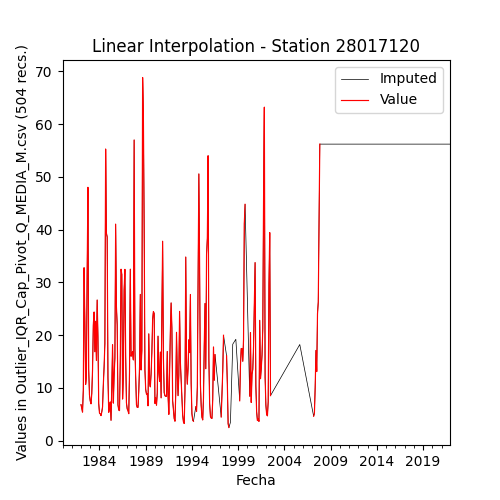 Linear Interpolation - Station 28017120
Values in Outlier_IQR_Cap_Pivot_Q_MEDIA_M.csv (504 recs.)
70
60
50
40
30
20
10
0
Imputed
Value
1984 1989 1994 1999 2004 2009 2014 2019
Fecha